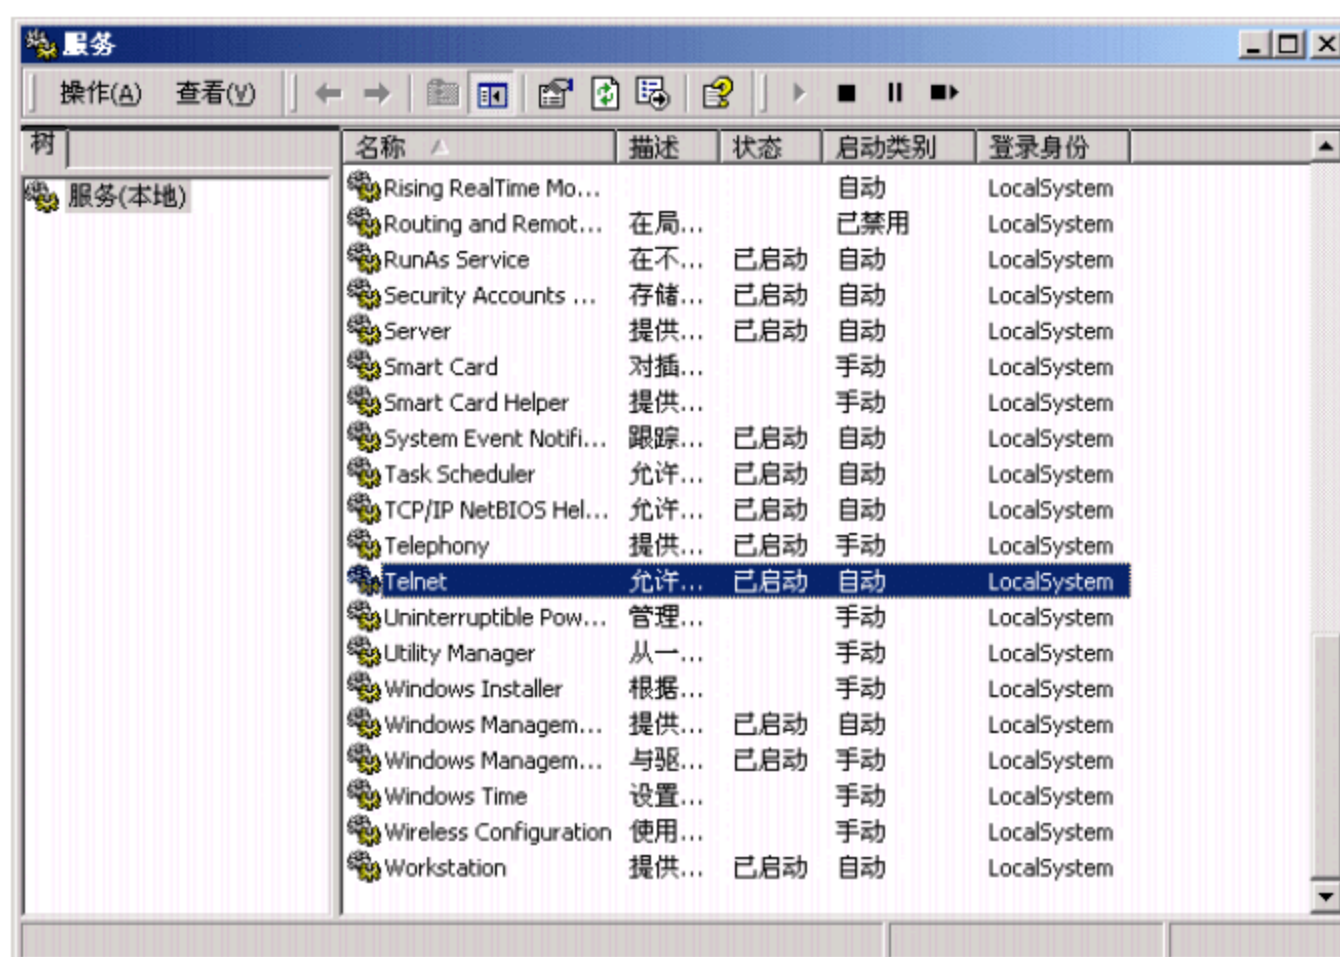 服务
操作(A) 查看(V)
树
服务(本地)
名称 描述 状态 启动类别 登录身份
Rising RealTime Mo... 自动 LocalSystem
Routing and Remot... 在局... 已禁用 LocalSystem
RunAs Service 在不... 已启动 自动 LocalSystem
Security Accounts ... 存储... 已启动 自动 LocalSystem
Server 提供... 已启动 自动 LocalSystem
Smart Card 对插... 手动 LocalSystem
Smart Card Helper 提供... 手动 LocalSystem
System Event Notifi... 跟踪... 已启动 自动 LocalSystem
Task Scheduler 允许... 已启动 自动 LocalSystem
TCP/IP NetBIOS Hel... 允许... 已启动 自动 LocalSystem
Telephony 提供... 已启动 手动 LocalSystem
Telnet 允许... 已启动 自动 LocalSystem
Uninterruptible Pow... 管理... 手动 LocalSystem
Utility Manager 从一... 手动 LocalSystem
Windows Installer 根据... 手动 LocalSystem
Windows Managem... 提供... 已启动 自动 LocalSystem
Windows Managem... 与驱... 已启动 手动 LocalSystem
Windows Time 设置... 手动 LocalSystem
Wireless Configuration 使用... 手动 LocalSystem
Workstation 提供... 已启动 自动 LocalSystem